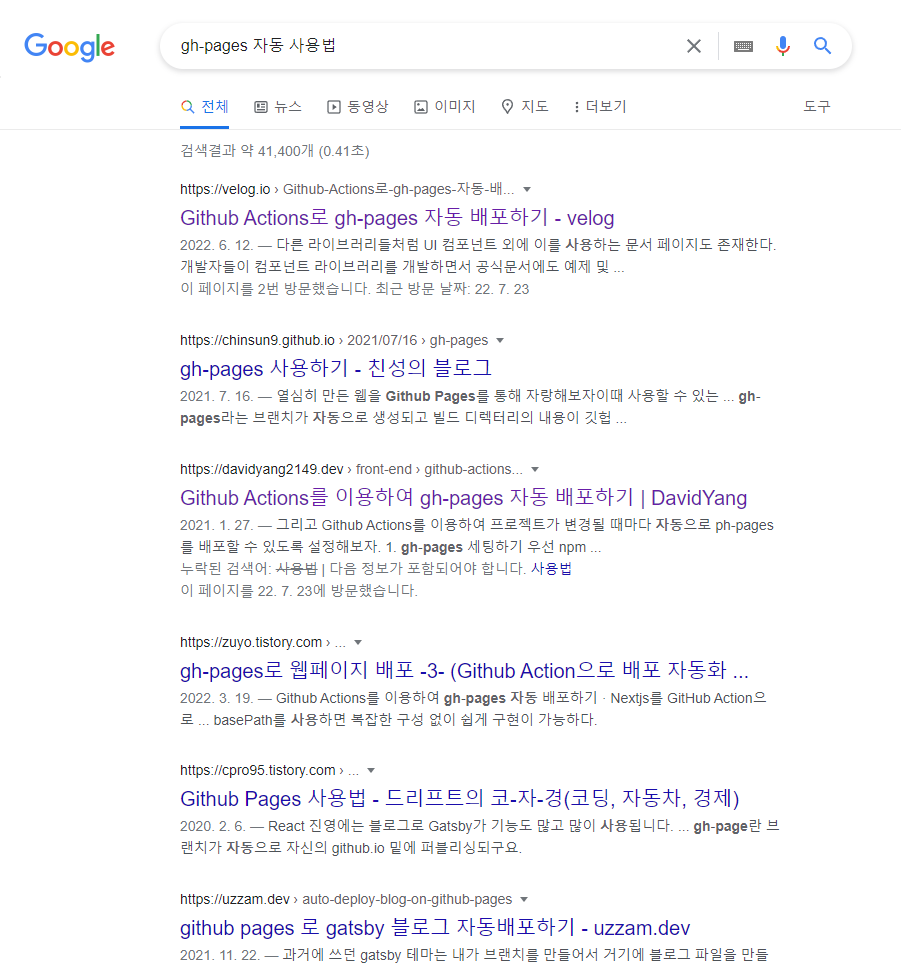 Google
gh-pages 자동 사용법
전체 뉴스 동영상 이미지 지도 더보기 도구
검색결과 약 41,400개 (0.41초)
https://velog.io › Github-Actions로-gh-pages-자동-배...
Github Actions로 gh-pages 자동 배포하기 - velog
2022. 6. 12. — 다른 라이브러리들처럼 UI 컴포넌트 외에 이를 사용하는 문서 페이지도 존재한다.
개발자들이 컴포넌트 라이브러리를 개발하면서 공식문서에도 예제 및 ...
이 페이지를 2번 방문했습니다. 최근 방문 날짜: 22. 7. 23
https://chinsun9.github.io › 2021/07/16 › gh-pages
gh-pages 사용하기 - 친성의 블로그
2021. 7. 16. — 열심히 만든 웹을 Github Pages를 통해 자랑해보자이때 사용할 수 있는 ... gh-
pages라는 브랜치가 자동으로 생성되고 빌드 디렉터리의 내용이 깃헙 ...
https://davidyang2149.dev › front-end › github-actions...
Github Actions를 이용하여 gh-pages 자동 배포하기 | DavidYang
2021. 1. 27. — 그리고 Github Actions를 이용하여 프로젝트가 변경될 때마다 자동으로 ph-pages
를 배포할 수 있도록 설정해보자. 1. gh-pages 세팅하기 우선 npm ...
누락된 검색어: 사용법 | 다음 정보가 포함되어야 합니다. 사용법
이 페이지를 22. 7. 23에 방문했습니다.
https://zuyo.tistory.com › ...
gh-pages로 웹페이지 배포 -3- (Github Action으로 배포 자동화 ...
2022. 3. 19. — Github Actions를 이용하여 gh-pages 자동 배포하기 · Nextjs를 GitHub Action으
로 ... basePath를 사용하면 복잡한 구성 없이 쉽게 구현이 가능하다.
https://cpro95.tistory.com › ...
Github Pages 사용법 - 드리프트의 코-자-경(코딩, 자동차, 경제)
2020. 2. 6. — React 진영에는 블로그로 Gatsby가 기능도 많고 많이 사용됩니다. ... gh-page란 브
랜치가 자동으로 자신의 github.io 밑에 퍼블리싱되구요.
https://uzzam.dev › auto-deploy-blog-on-github-pages
github pages 로 gatsby 블로그 자동배포하기 - uzzam.dev
2021. 11. 22. — 과거에 쓰던 gatsby 테마는 내가 브랜치를 만들어서 거기에 블로그 파일을 만들